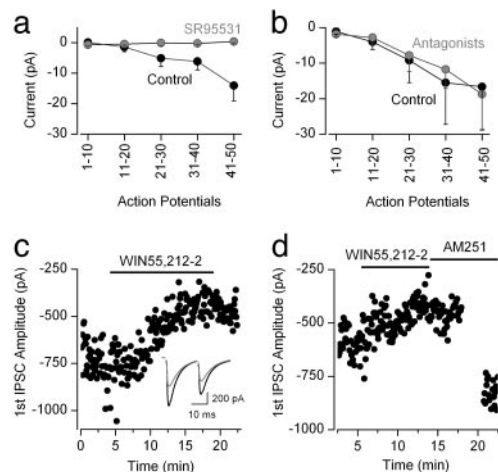 a
SR95531
Control
Current (pA)
0
-10
-20
-30
1-10
11-20
21-30
31-40
41-50
Action Potentials
b
Antagonists
Control
Current (pA)
0
-10
-20
-30
1-10
11-20
21-30
31-40
41-50
Action Potentials
c
WIN55,212-2
1st IPSC Amplitude (pA)
-250
-500
-750
-1000
200 pA
10 ms
0
5
10
15
20
Time (min)
d
AM251
WIN55,212-2
1st IPSC Amplitude (pA)
-250
-500
-750
-1000
5
10
15
20
Time (min)